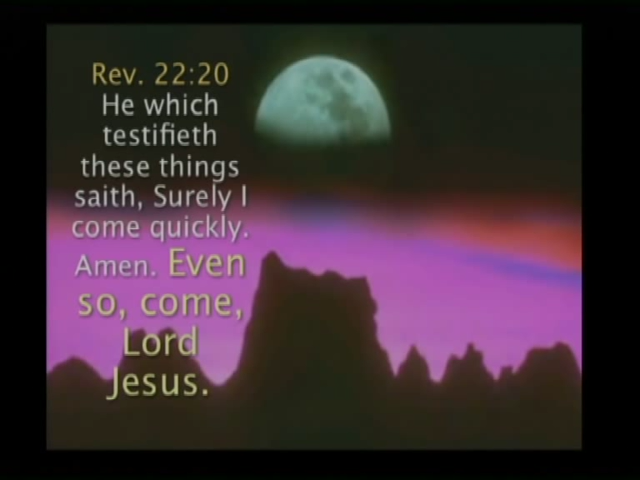 Rev. 22:20
He which
testifieth
these things
saith, Surely I
come quickly.
Amen. Even
so, come,
Lord
Jesus.